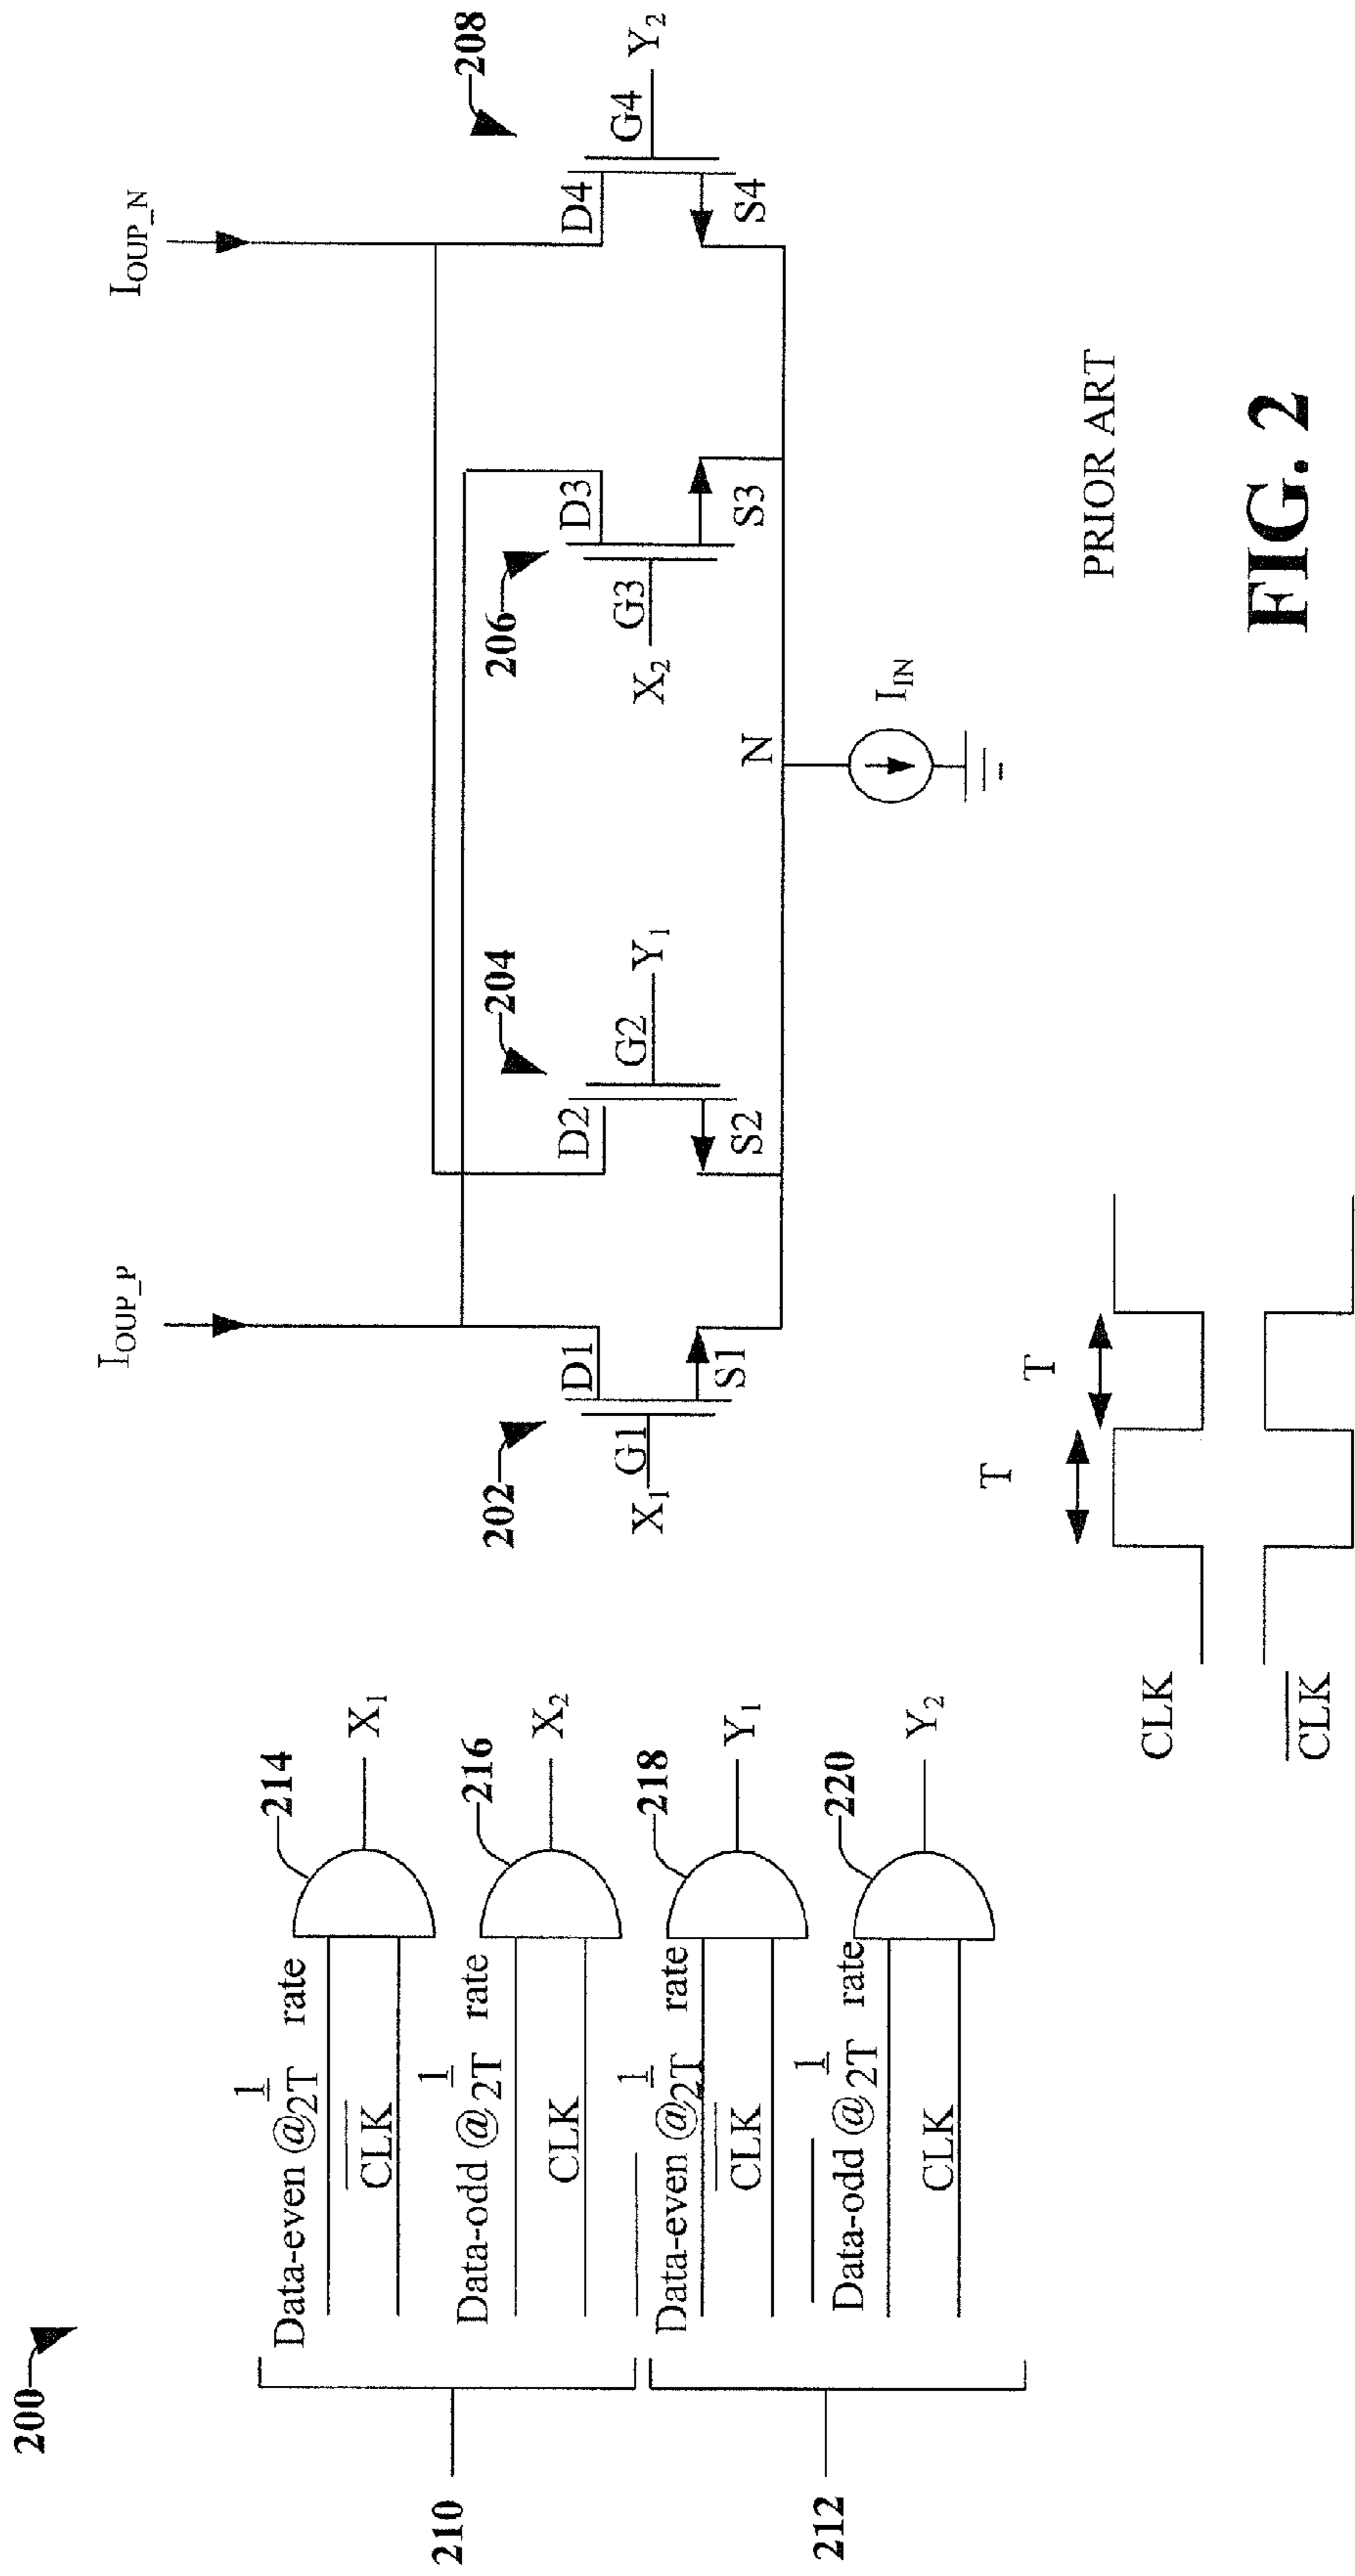 200
210
212
Data-even @ 1/2T rate
CLK
214
X1
Data-odd @ 1/2T rate
CLK
216
X2
Data-even @ 1/2T rate
CLK
218
Y1
Data-odd @ 1/2T rate
CLK
220
Y2
IOUP_P
IOUP_N
202
X1
G1
D1
S1
204
D2
G2
Y1
S2
206
X2
G3
D3
S3
208
D4
G4
Y2
S4
N
IIN
CLK
T
T
CLK
PRIOR ART
FIG. 2